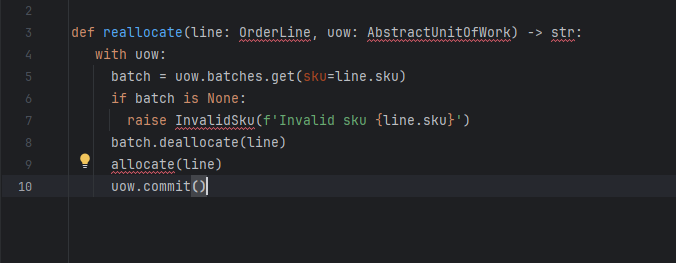 2
3 def reallocate(line: OrderLine, uow: AbstractUnitOfWork) -> str:
4 with uow:
5 batch = uow.batches.get(sku=line.sku)
6 if batch is None:
7 raise InvalidSku(f'Invalid sku {line.sku}')
8 batch.deallocate(line)
9 allocate(line)
10 uow.commit()